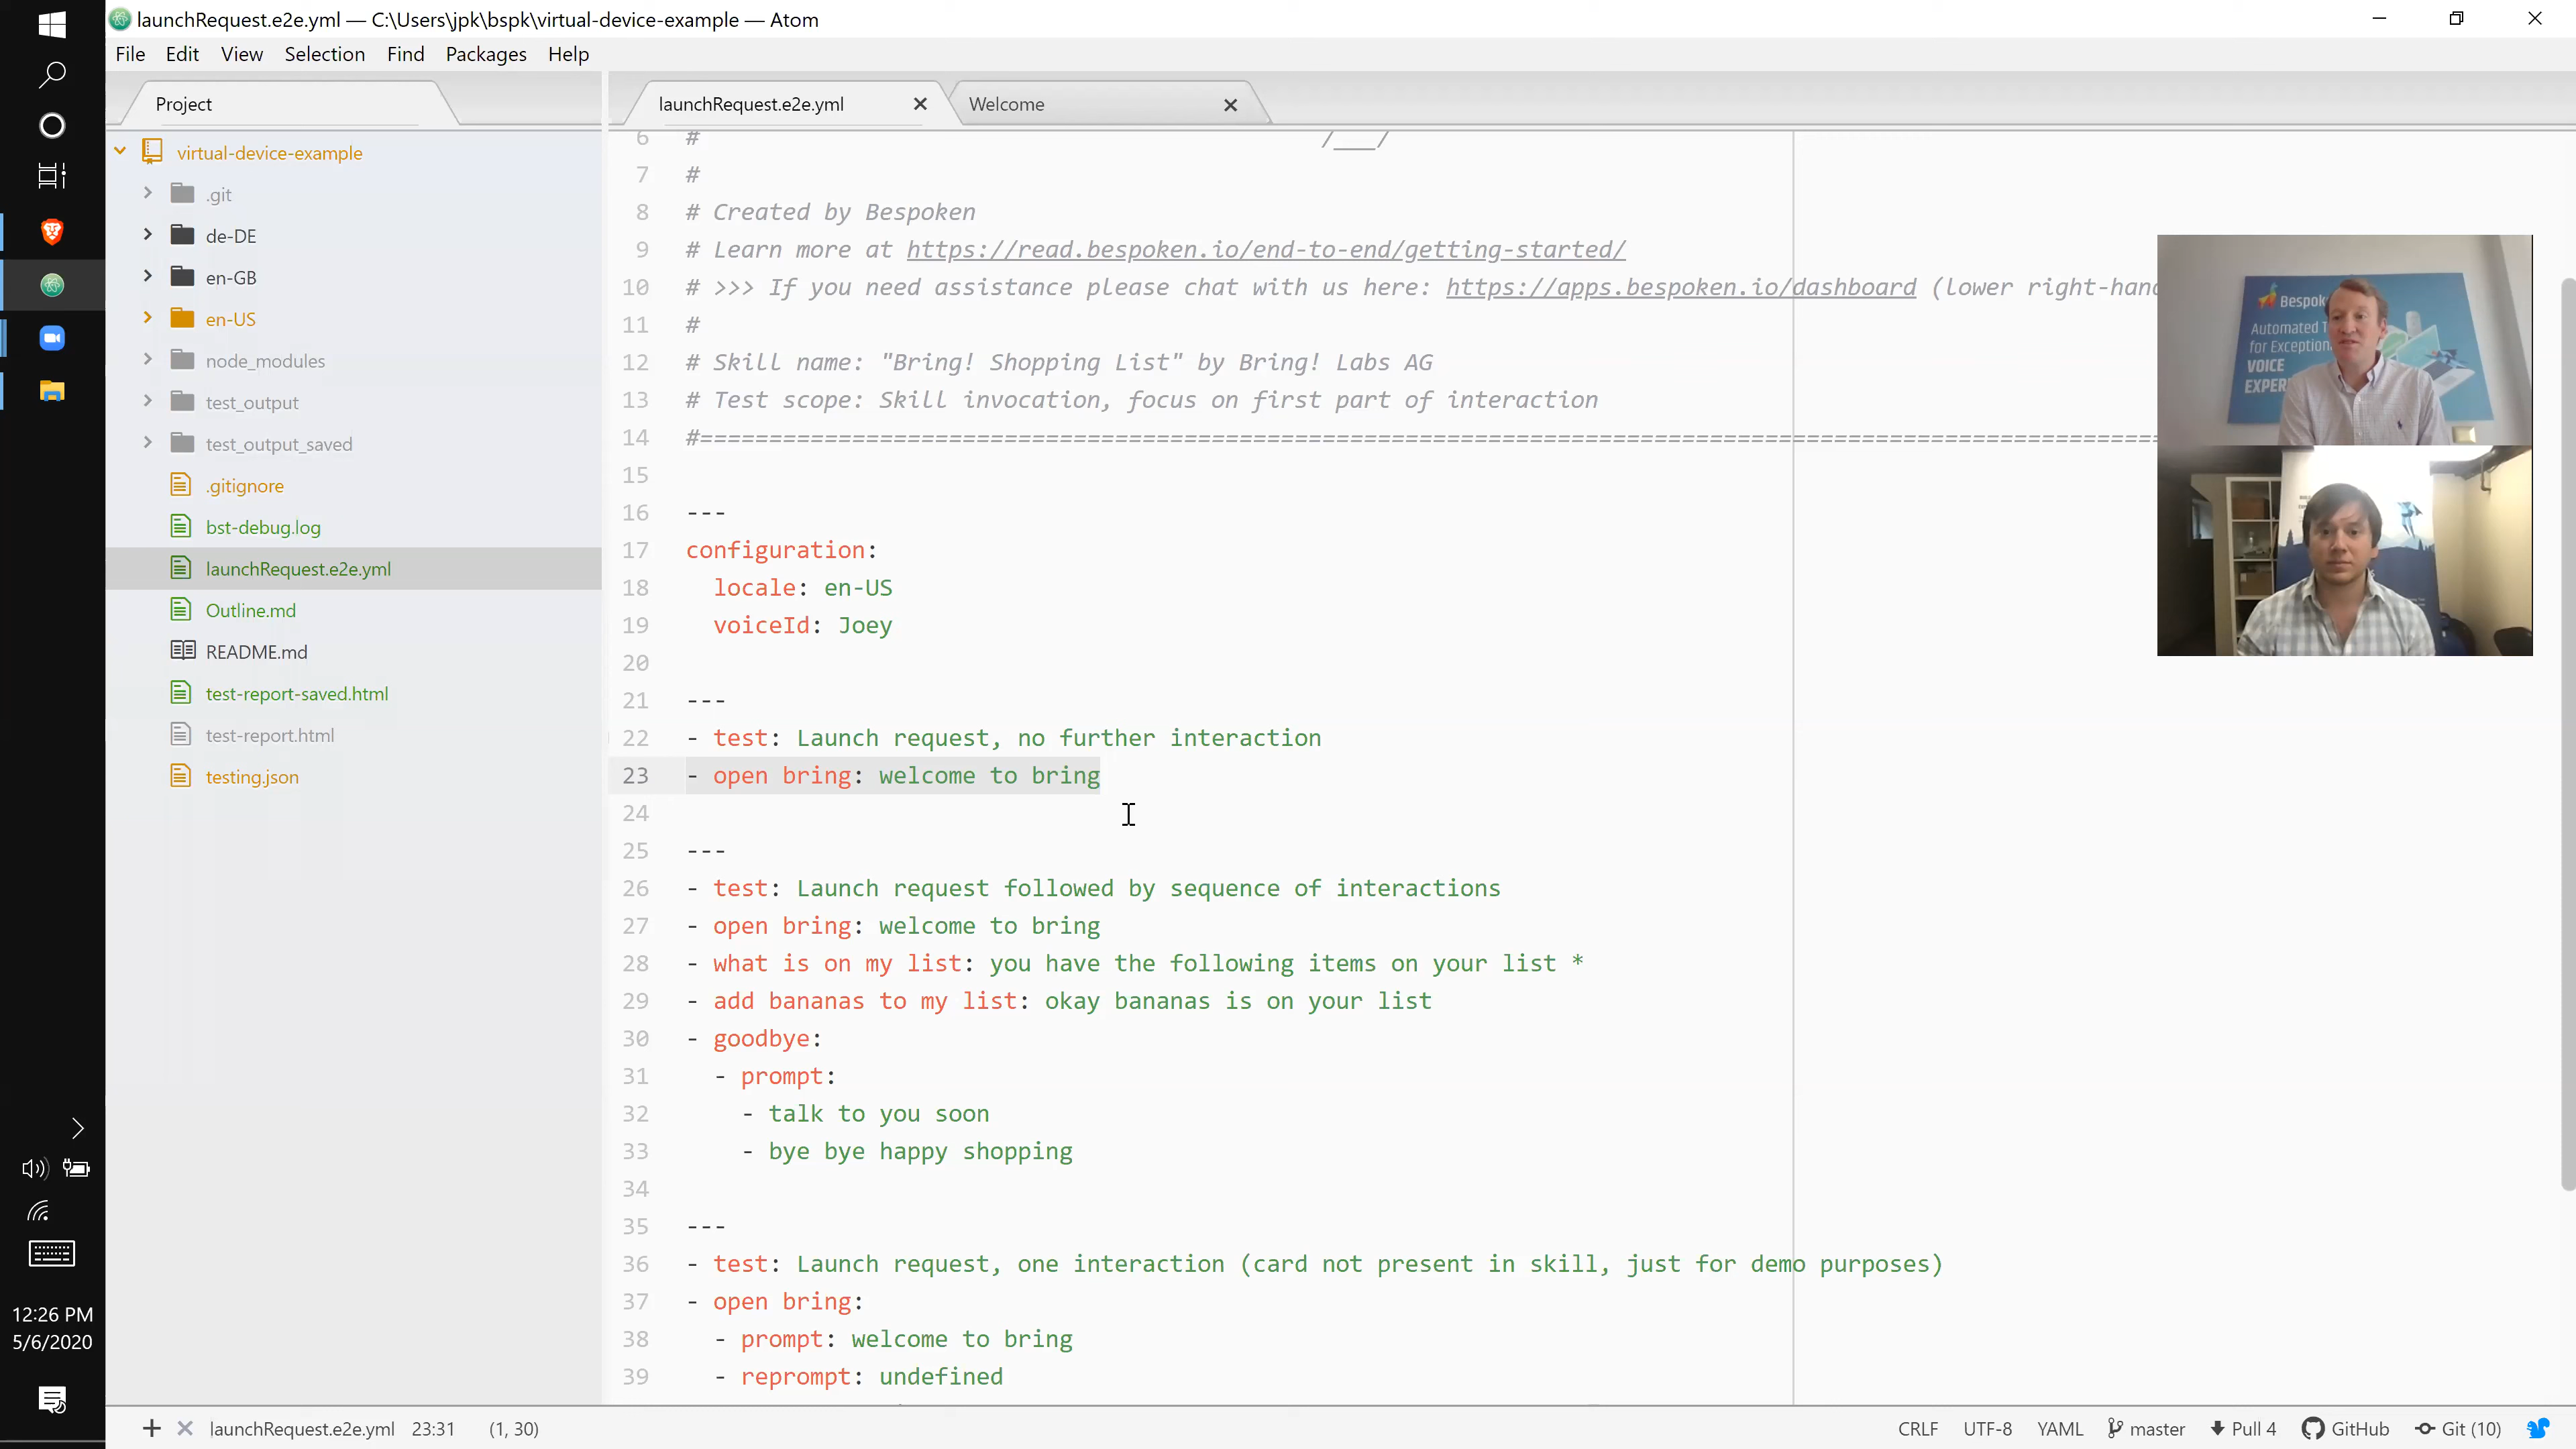 launchRequest.e2e.yml — C:\Users\jpk\bspk\virtual-device-example — Atom
File Edit View Selection Find Packages Help
Project
launchRequest.e2e.yml
Welcome
virtual-device-example
.git
de-DE
en-GB
en-US
node_modules
test_output
test_output_saved
.gitignore
bst-debug.log
launchRequest.e2e.yml
Outline.md
README.md
test-report-saved.html
test-report.html
testing.json
6 # /___/
7 #
8 # Created by Bespoken
9 # Learn more at https://read.bespoken.io/end-to-end/getting-started/
10 # >>> If you need assistance please chat with us here: https://apps.bespoken.io/dashboard (lower right-hand
11 #
12 # Skill name: "Bring! Shopping List" by Bring! Labs AG
13 # Test scope: Skill invocation, focus on first part of interaction
14 #==========================================================================================================
15
16 ---
17 configuration:
18 locale: en-US
19 voiceId: Joey
20
21 ---
22 - test: Launch request, no further interaction
23 - open bring: welcome to bring
24
25 ---
26 - test: Launch request followed by sequence of interactions
27 - open bring: welcome to bring
28 - what is on my list: you have the following items on your list *
29 - add bananas to my list: okay bananas is on your list
30 - goodbye:
31 - prompt:
32 - talk to you soon
33 - bye bye happy shopping
34
35 ---
36 - test: Launch request, one interaction (card not present in skill, just for demo purposes)
37 - open bring:
38 - prompt: welcome to bring
39 - reprompt: undefined
Bespok
Automated T
for Exception
VOICE
EXPER
12:26 PM
5/6/2020
launchRequest.e2e.yml 23:31 (1, 30)
CRLF UTF-8 YAML master Pull 4 GitHub Git (10)